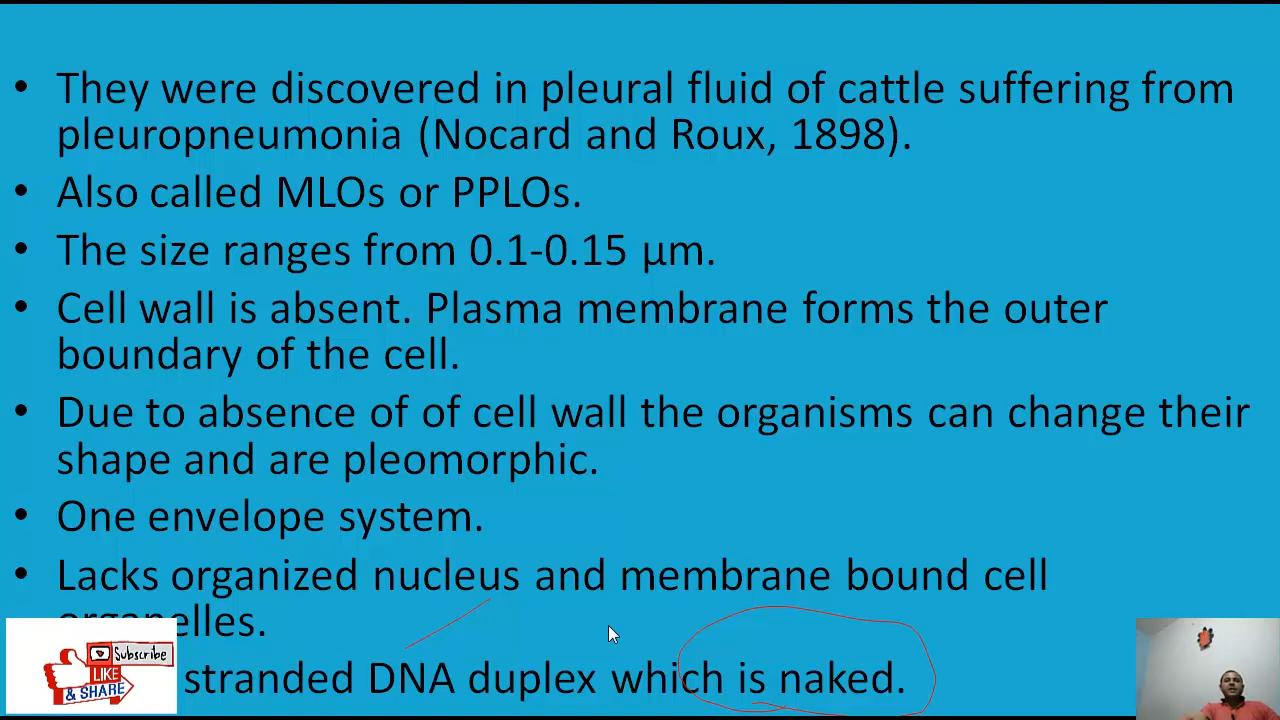 • They were discovered in pleural fluid of cattle suffering from
pleuropneumonia (Nocard and Roux, 1898).
• Also called MLOs or PPLOs.
• The size ranges from 0.1-0.15 µm.
• Cell wall is absent. Plasma membrane forms the outer
boundary of the cell.
• Due to absence of of cell wall the organisms can change their
shape and are pleomorphic.
• One envelope system.
• Lacks organized nucleus and membrane bound cell
organelles.
stranded DNA duplex which is naked.
Subscribe
LIKE
& SHARE